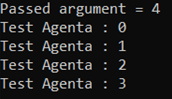 Passed argument = 4
Test Agenta : 0
Test Agenta : 1
Test Agenta : 2
Test Agenta : 3